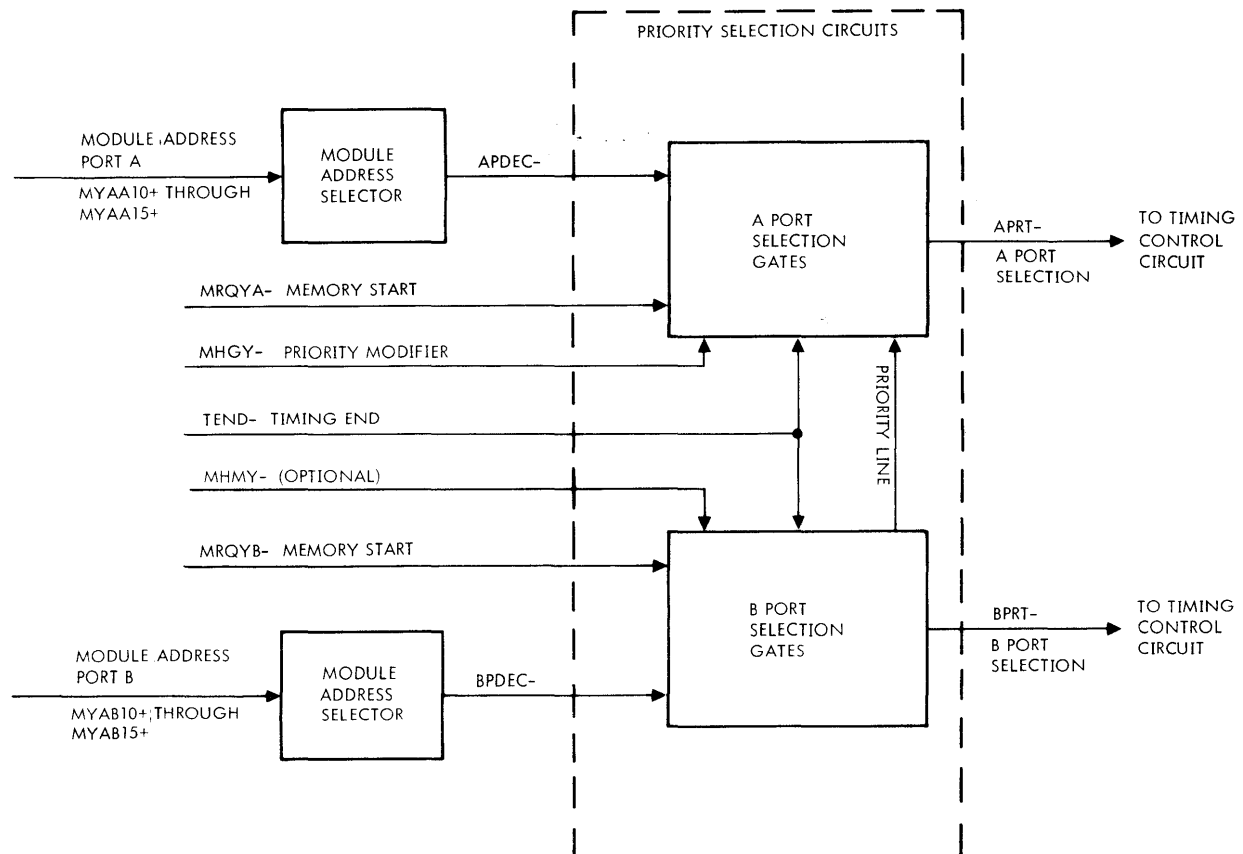 PRIORITY SELECTION CIRCUITS
MODULE ADDRESS
PORT A
MYAA10+ THROUGH
MYAA15+
MODULE
ADDRESS
SELECTOR
APDEC-
A PORT
SELECTION
GATES
APRT-
A PORT
SELECTION
TO TIMING
CONTROL
CIRCUIT
MRQYA- MEMORY START
MHGY- PRIORITY MODIFIER
TEND- TIMING END
MHMY- (OPTIONAL)
MRQYB- MEMORY START
PRIORITY LINE
MODULE ADDRESS
PORT B
MYAB10+ THROUGH
MYAB15+
MODULE
ADDRESS
SELECTOR
BPDEC-
B PORT
SELECTION
GATES
BPRT-
B PORT
SELECTION
TO TIMING
CONTROL
CIRCUIT